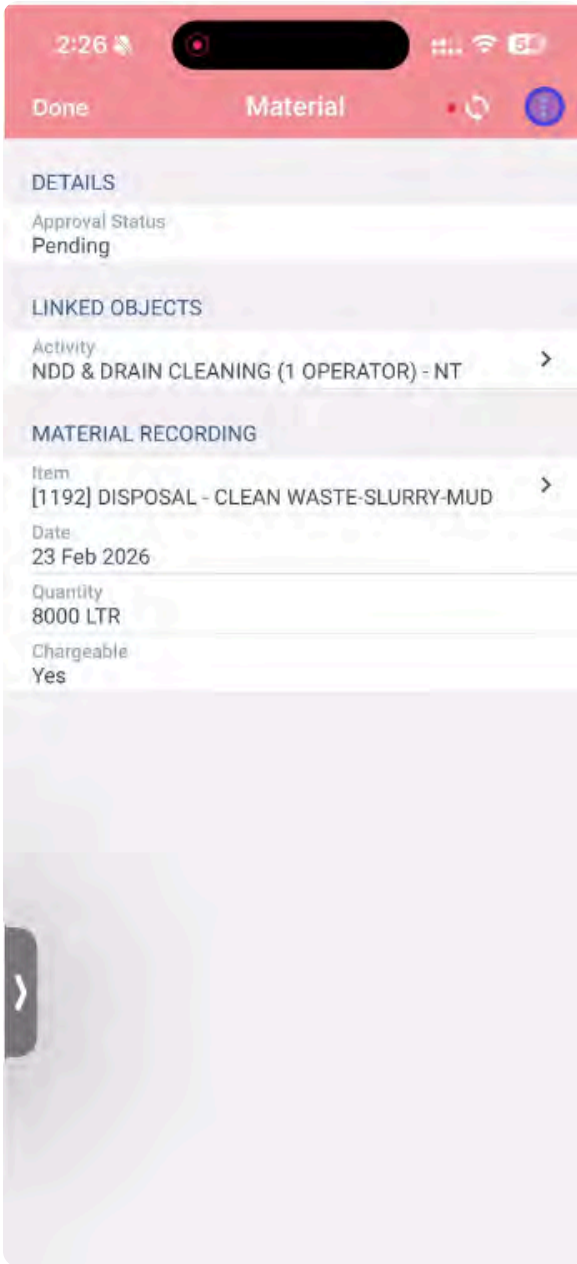 2:26
Done
Material
DETAILS
Approval Status
Pending
LINKED OBJECTS
Activity
NDD & DRAIN CLEANING (1 OPERATOR) - NT
MATERIAL RECORDING
Item
[1192] DISPOSAL - CLEAN WASTE-SLURRY-MUD
Date
23 Feb 2026
Quantity
8000 LTR
Chargeable
Yes